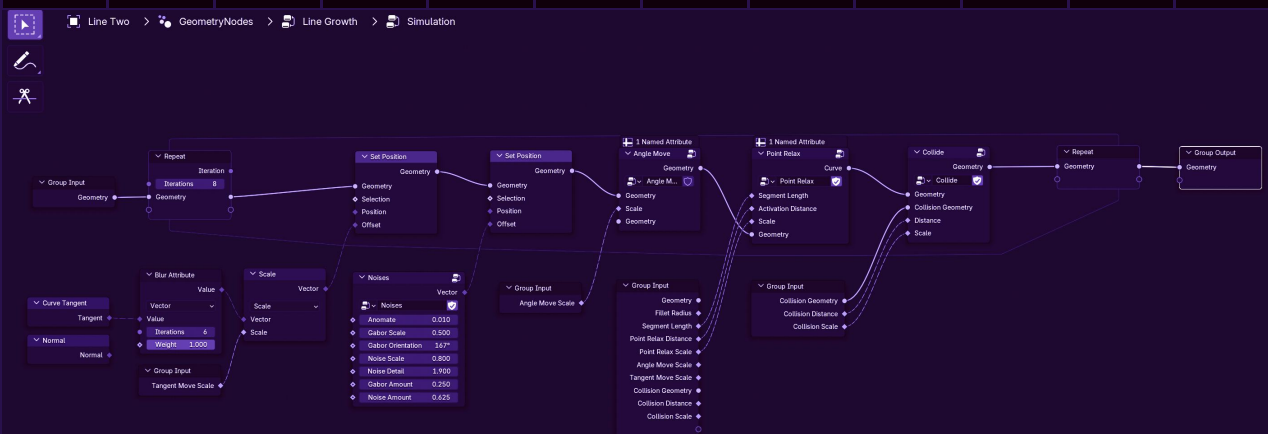 Line Two > GeometryNodes > Line Growth > Simulation
Group Input
Geometry
Repeat
Iteration
Iterations 8
Geometry
Set Position
Geometry
Geometry
Selection
Position
Offset
Set Position
Geometry
Geometry
Selection
Position
Offset
1 Named Attribute
Angle Move
Geometry
Angle M...
Geometry
Scale
Geometry
1 Named Attribute
Point Relax
Curve
Point Relax
Segment Length
Activation Distance
Scale
Geometry
Collide
Geometry
Collide
Geometry
Collision Geometry
Distance
Scale
Repeat
Geometry
Group Output
Geometry
Curve Tangent
Tangent
Normal
Normal
Blur Attribute
Value
Vector
Value
Iterations 6
Weight 1.000
Group Input
Tangent Move Scale
Scale
Vector
Scale
Vector
Scale
Noises
Vector
Noises
Anomate 0.010
Gabor Scale 0.500
Gabor Orientation 167°
Noise Scale 0.800
Noise Detail 1.900
Gabor Amount 0.250
Noise Amount 0.625
Group Input
Angle Move Scale
Group Input
Geometry
Fillet Radius
Segment Length
Point Relax Distance
Point Relax Scale
Angle Move Scale
Tangent Move Scale
Collision Geometry
Collision Distance
Collision Scale
Group Input
Collision Geometry
Collision Distance
Collision Scale